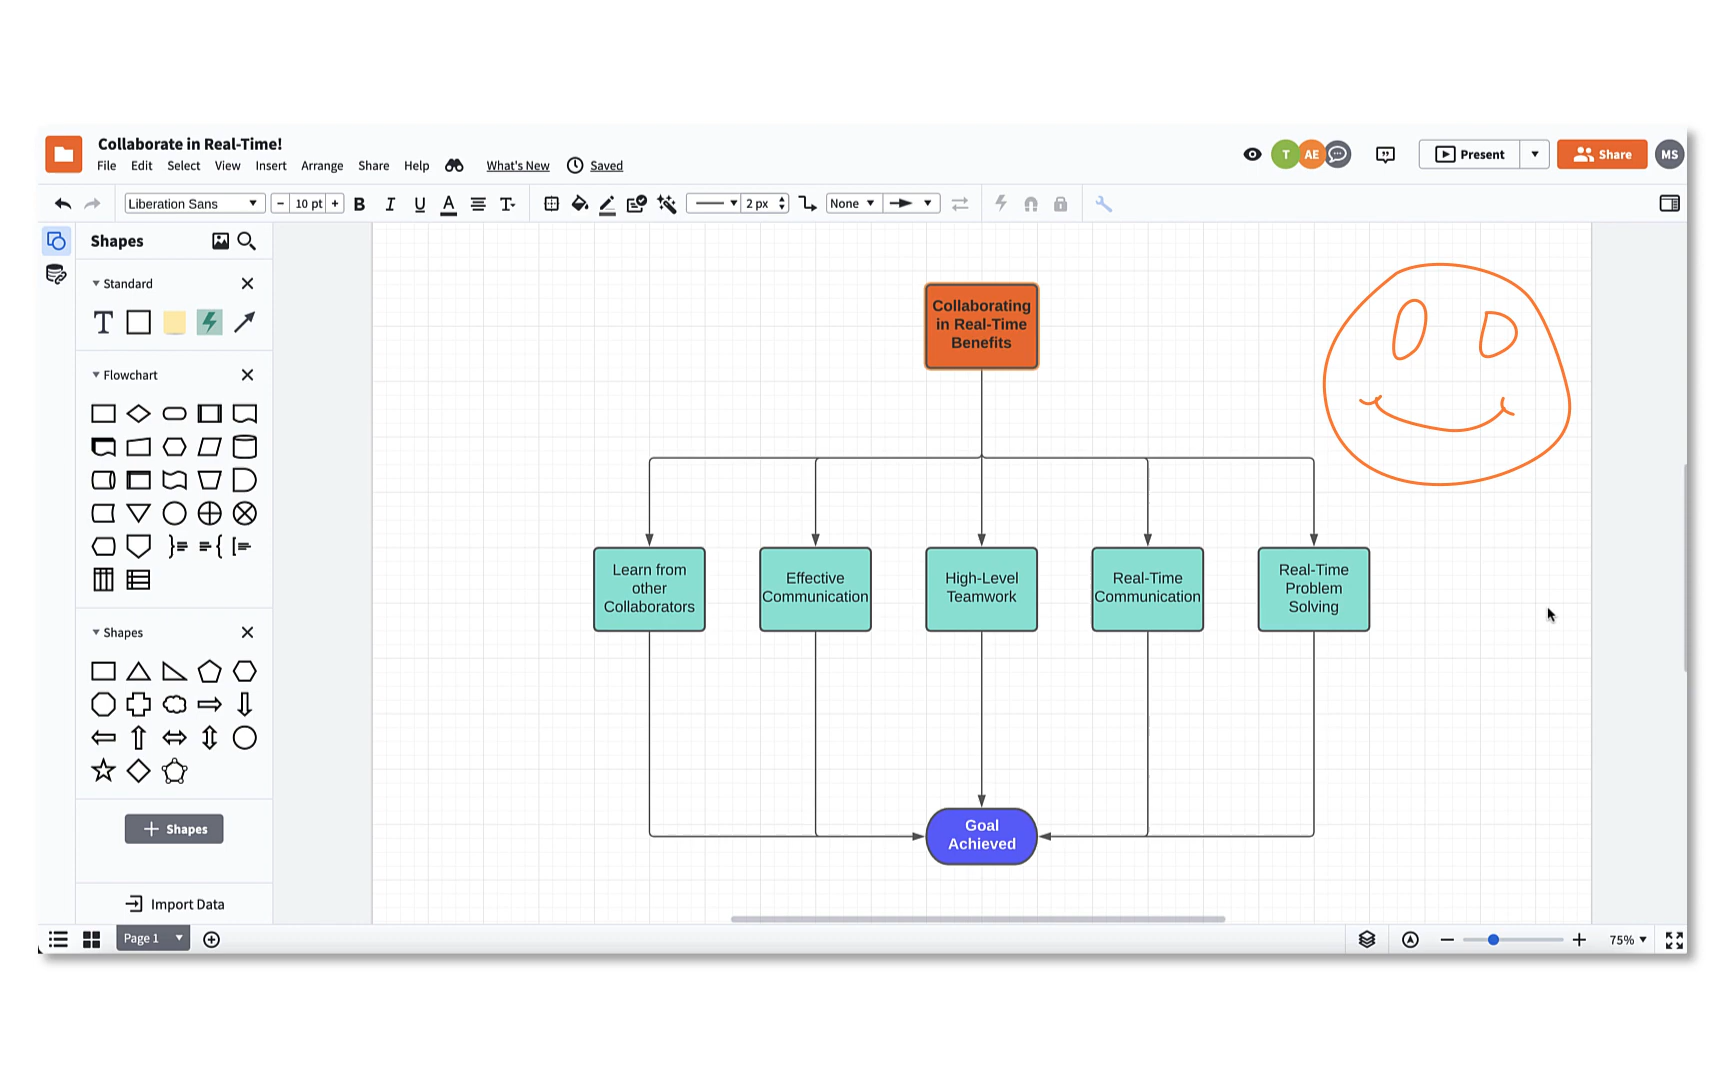 Collaborate in Real-Time!
File Edit Select View Insert Arrange Share Help What's New Saved
T AE Present Share MS
Liberation Sans − 10 pt + B I U A T 2 px None
Shapes
Standard
T
Flowchart
Shapes
+ Shapes
Import Data
Collaborating
in Real-Time
Benefits
Learn from
other
Collaborators
Effective
Communication
High-Level
Teamwork
Real-Time
Communication
Real-Time
Problem
Solving
Goal
Achieved
Page 1
75%